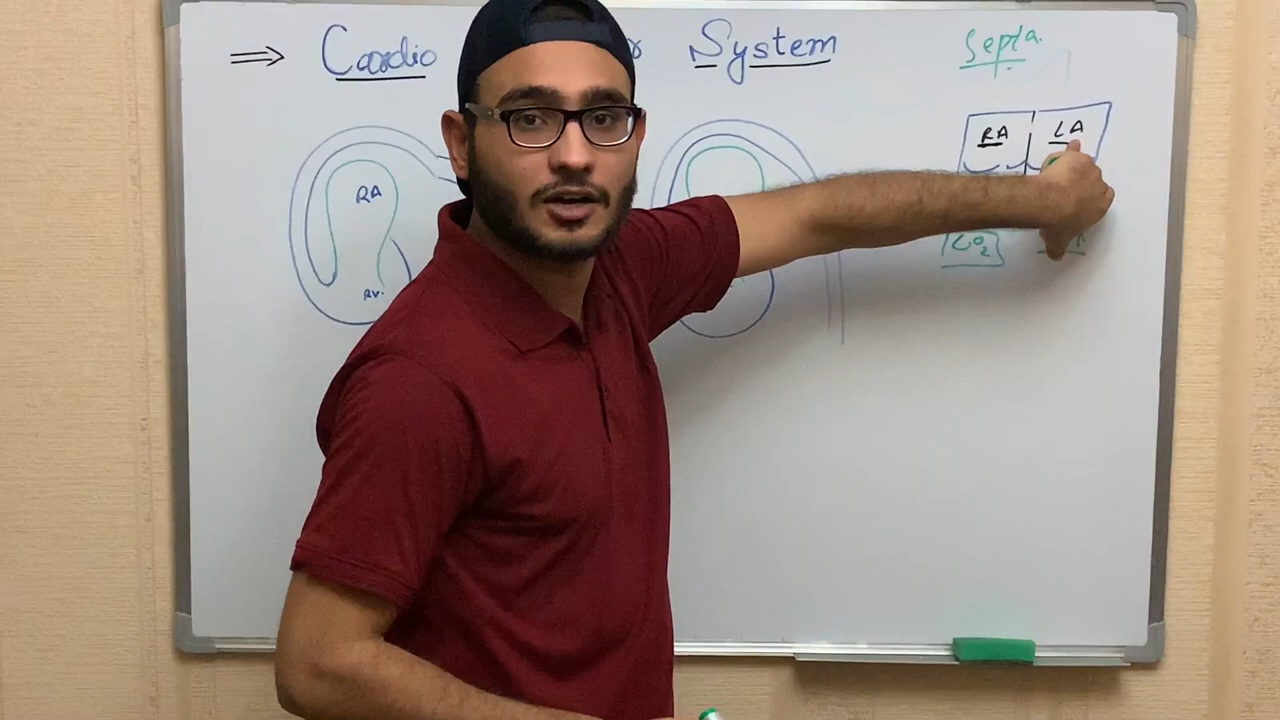 ⇒ Cardio System
Septa
RA LA
RA
RV
CO₂